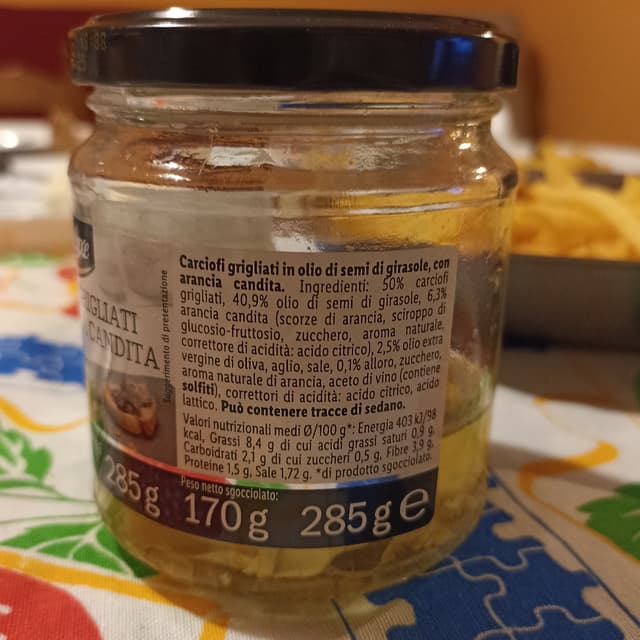 Carciofi grigliati in olio di semi di girasole, con
arancia candita. Ingredienti: 50% carciofi
grigliati, 40,9% olio di semi di girasole, 6,3%
arancia candita (scorze di arancia, sciroppo di
glucosio-fruttosio, zucchero, aroma naturale,
correttore di acidità: acido citrico), 2,5% olio extra
vergine di oliva, aglio, sale, 0,1% alloro, zucchero,
aroma naturale di arancia, aceto di vino (contiene
solfiti), correttori di acidità: acido citrico, acido
lattico. Può contenere tracce di sedano.
Valori nutrizionali medi Ø/100 g*: Energia 403 kJ/98
kcal, Grassi 8,4 g di cui acidi grassi saturi 0,9 g,
Carboidrati 2,1 g di cui zuccheri 0,5 g, Fibre 3,9 g,
Proteine 1,5 g, Sale 1,72 g. *di prodotto sgocciolato.
Suggerimento di presentazione
IGLIATI
CANDITA
285g
Peso netto sgocciolato:
170g 285g e